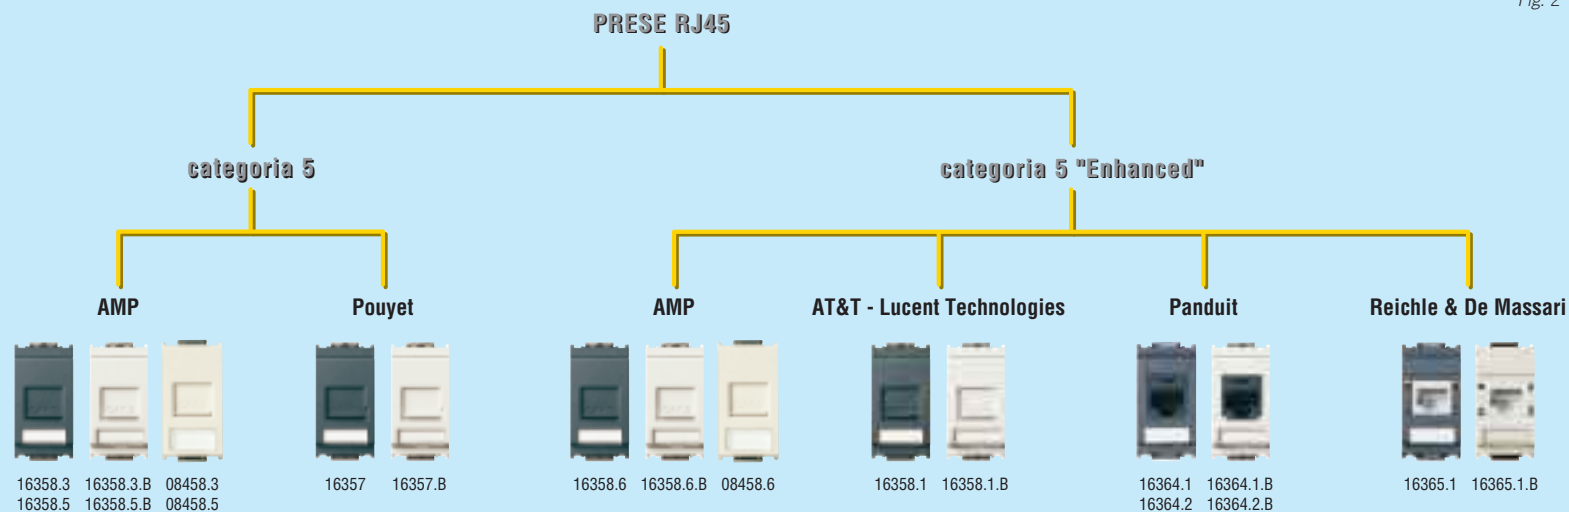 Fig. 2
PRESE RJ45
categoria 5
categoria 5 "Enhanced"
AMP
Pouyet
AMP
AT&T - Lucent Technologies
Panduit
Reichle & De Massari
16358.3 16358.3.B 08458.3
16358.5 16358.5.B 08458.5
16357 16357.B
16358.6 16358.6.B 08458.6
16358.1 16358.1.B
16364.1 16364.1.B
16364.2 16364.2.B
16365.1 16365.1.B